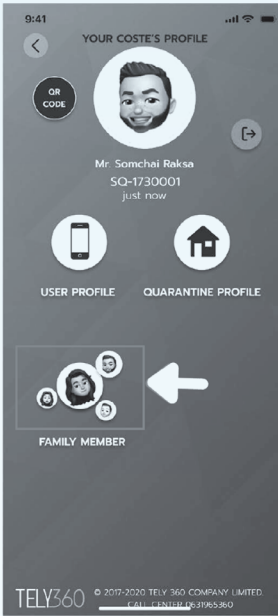 9:41
YOUR COSTE'S PROFILE
QR
CODE
Mr. Somchai Raksa
SQ-1730001
just now
USER PROFILE
QUARANTINE PROFILE
FAMILY MEMBER
TELY360
© 2017-2020 TELY 360 COMPANY LIMITED.
CALL CENTER 0631965360